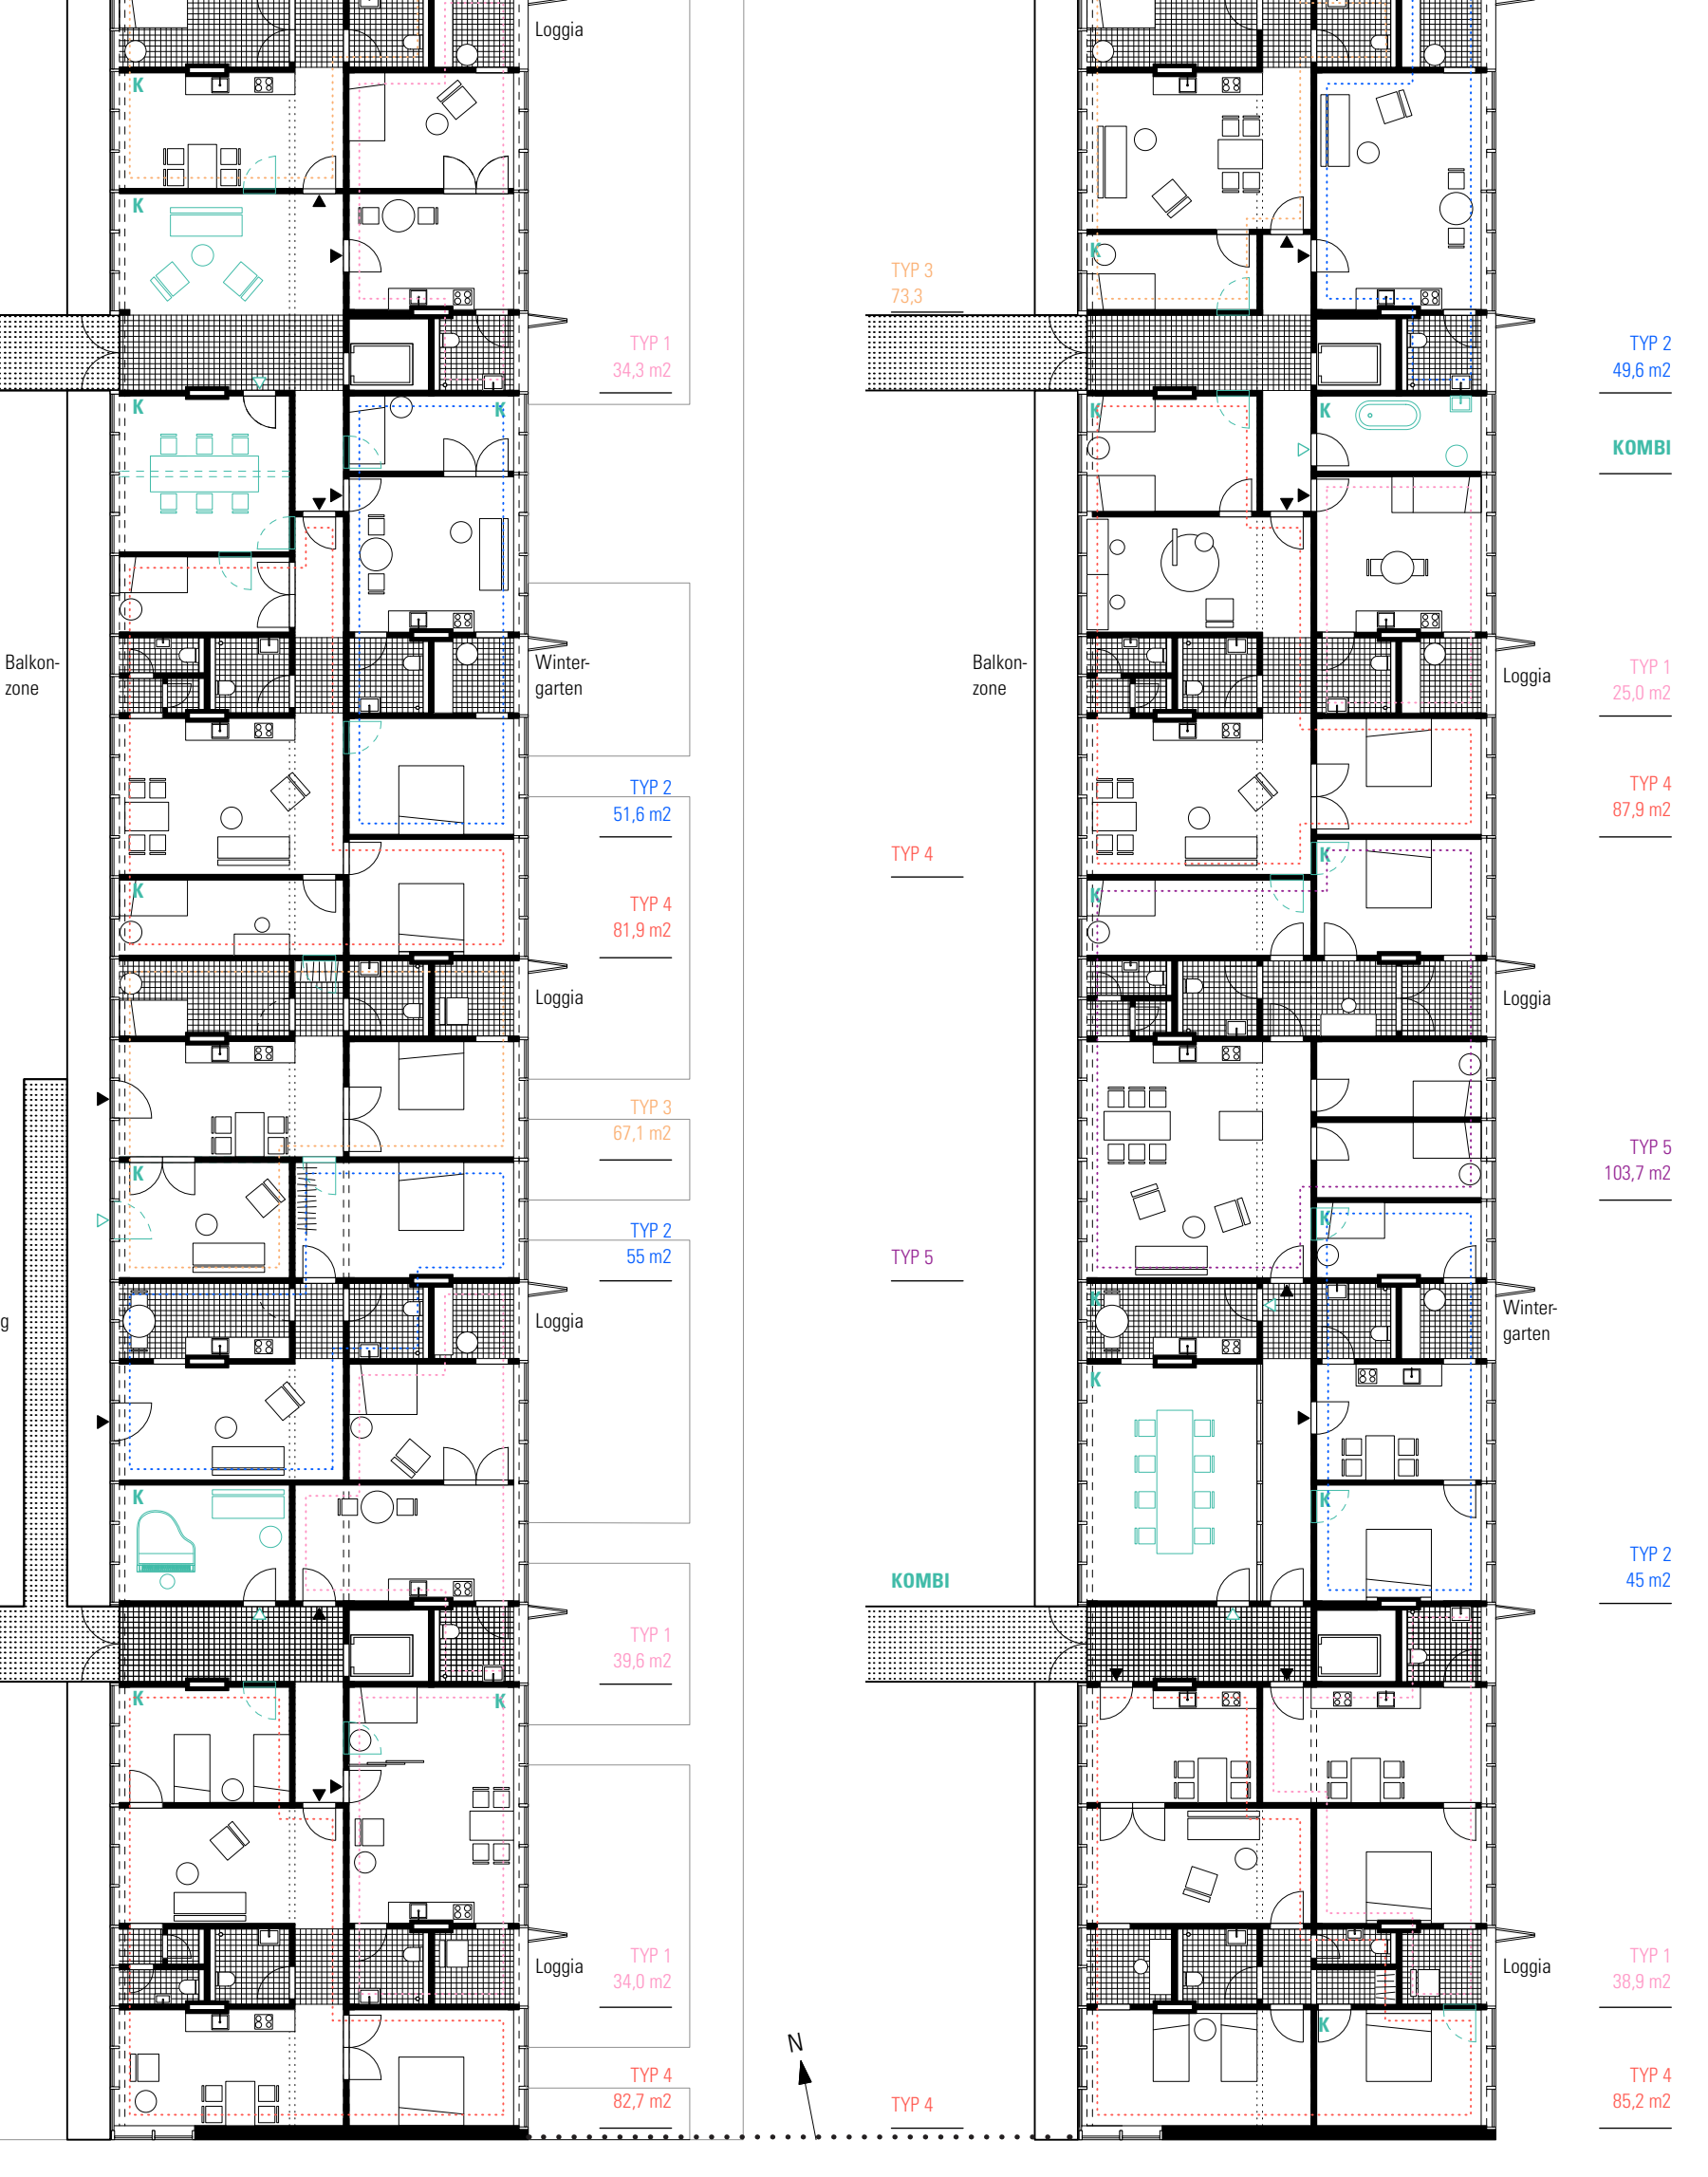 Loggia
Loggia
K
K
K
TYP 3
73,3
TYP 1
34,3 m2
TYP 2
49,6 m2
K
K
K
K
KOMBI
Balkon-
zone
Winter-
garten
Balkon-
zone
Loggia
TYP 1
25,0 m2
TYP 2
51,6 m2
TYP 4
87,9 m2
TYP 4
K
K
K
TYP 4
81,9 m2
Loggia
Loggia
TYP 3
67,1 m2
TYP 5
103,7 m2
K
K
TYP 2
55 m2
TYP 5
g
Loggia
K
Winter-
garten
K
K
K
KOMBI
TYP 2
45 m2
TYP 1
39,6 m2
K
K
Loggia
TYP 1
34,0 m2
Loggia
TYP 1
38,9 m2
K
N
TYP 4
82,7 m2
TYP 4
TYP 4
85,2 m2